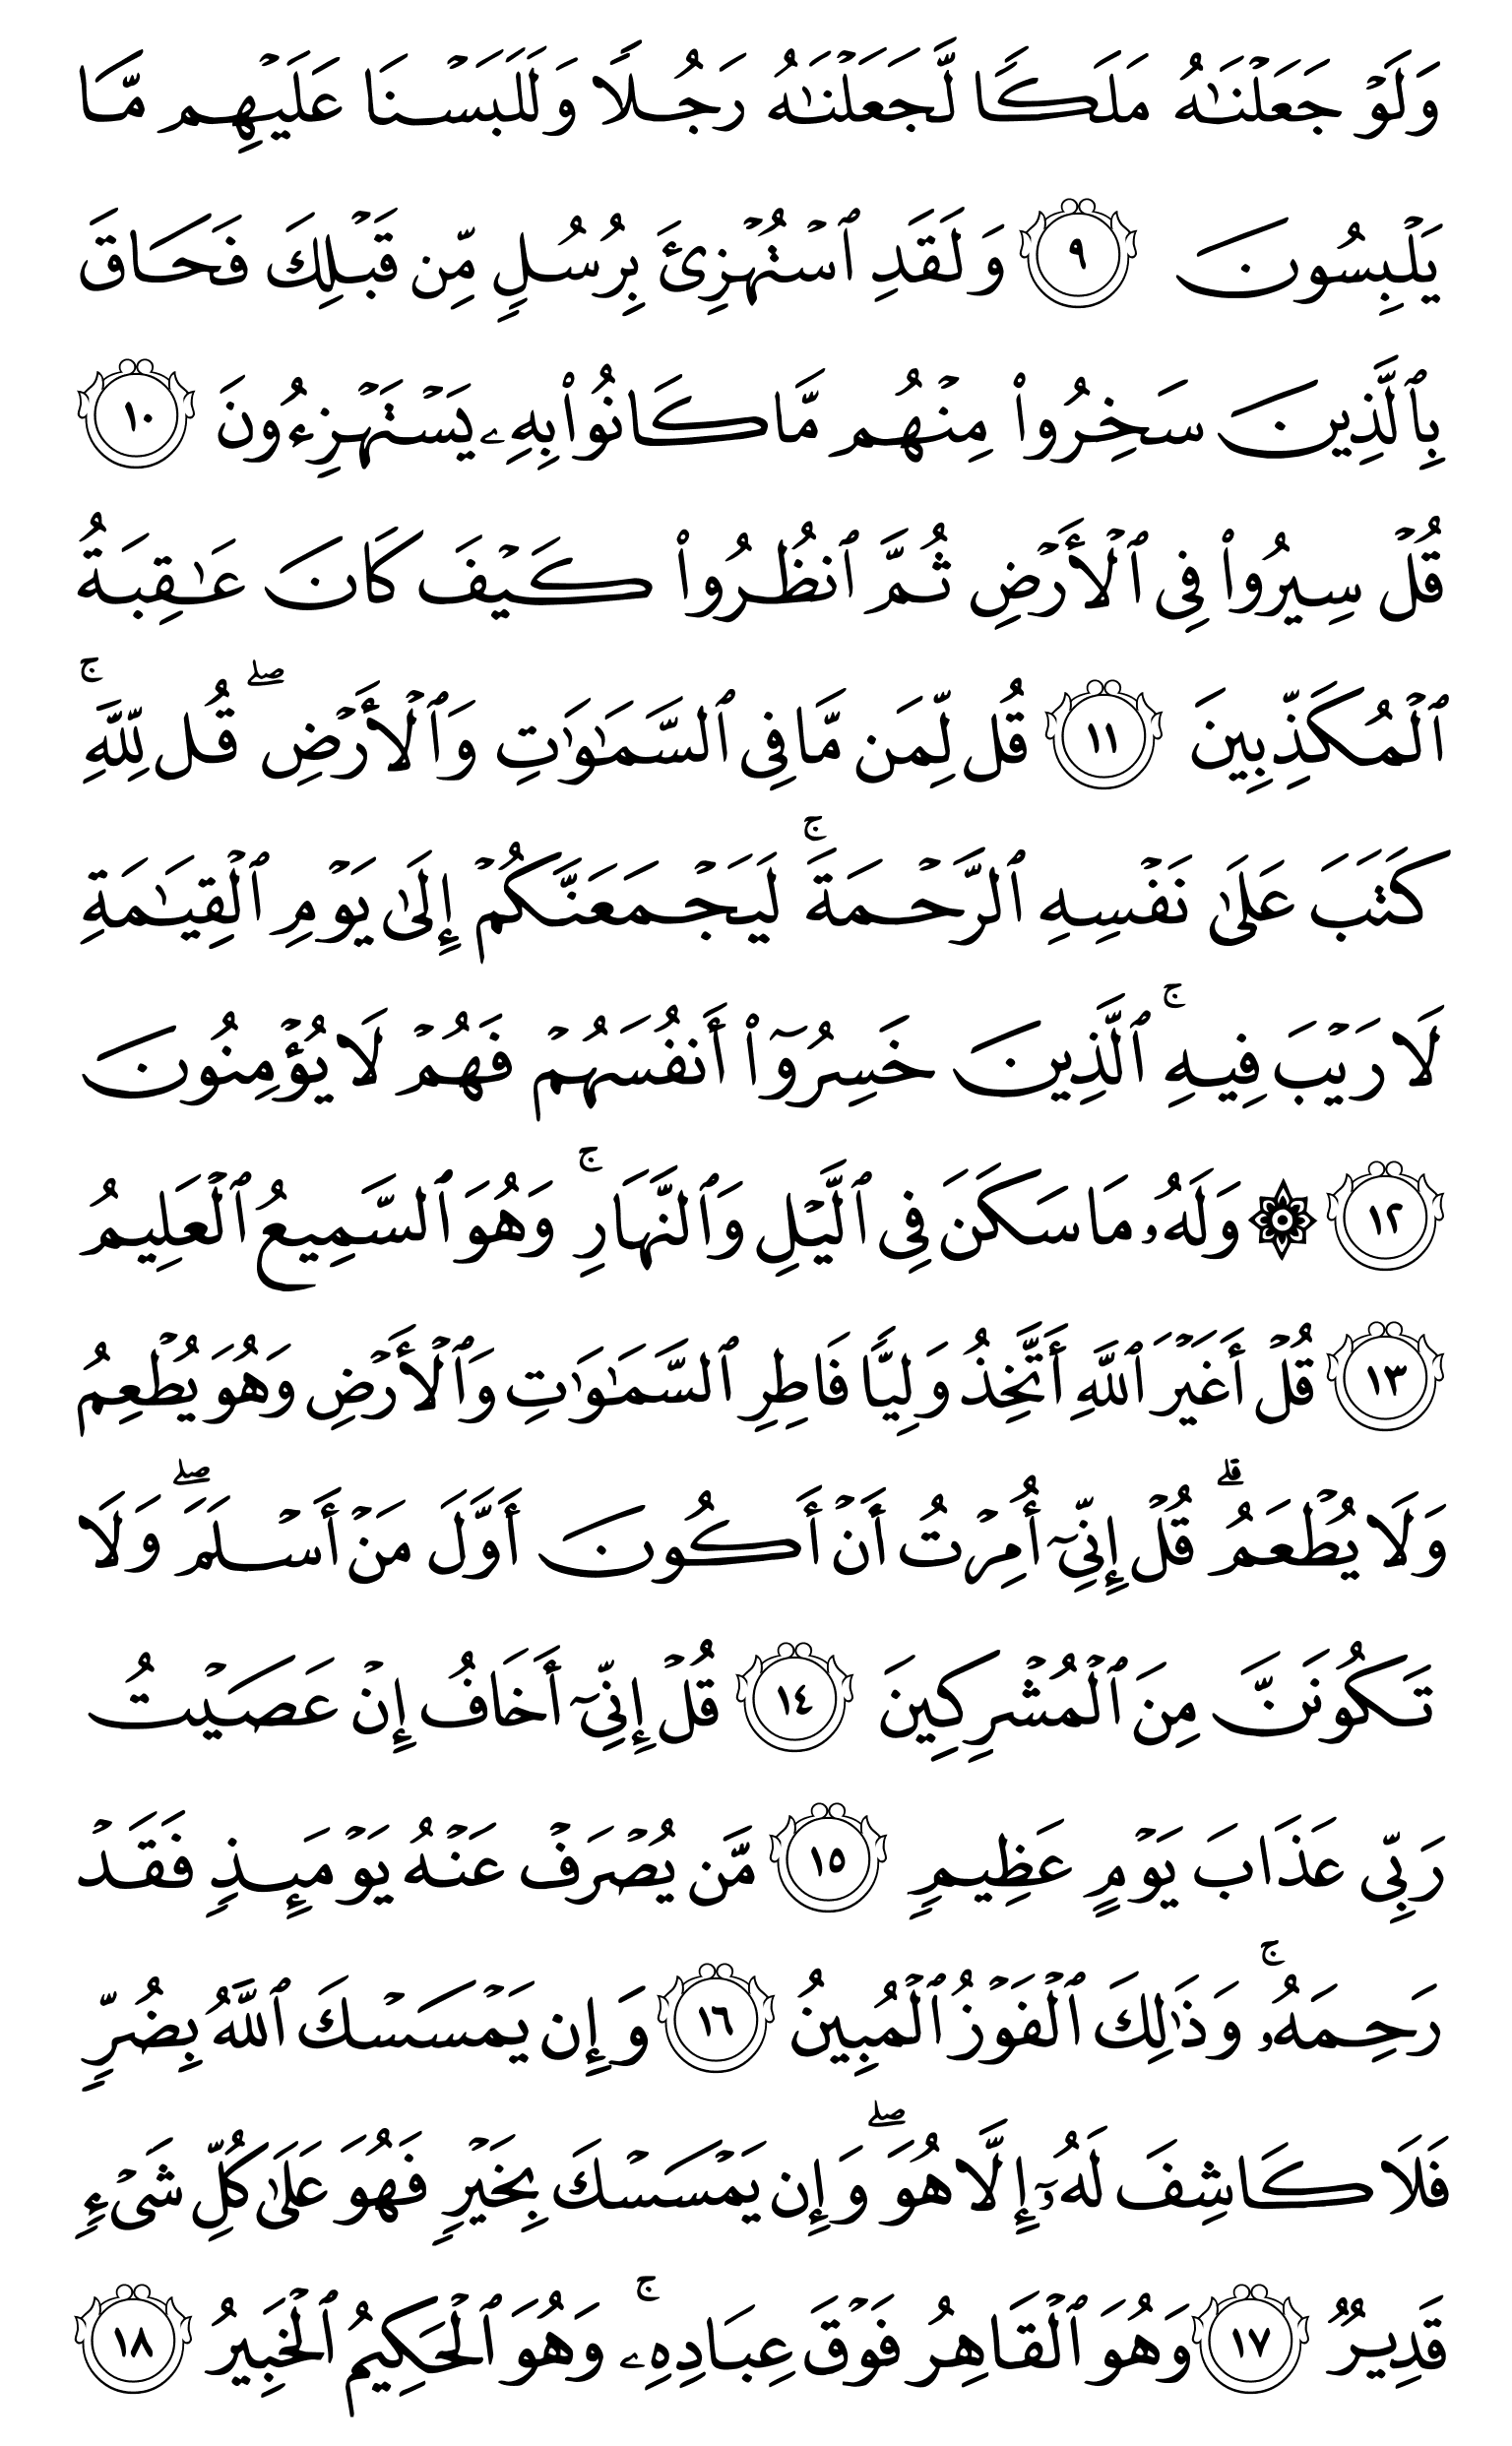 وَلَوۡ جَعَلۡنَٰهُ مَلَكٗا لَّجَعَلۡنَٰهُ رَجُلٗا وَلَلَبَسۡنَا عَلَيۡهِم مَّا
يَلۡبِسُونَ ٩ وَلَقَدِ ٱسۡتُهۡزِئَ بِرُسُلٖ مِّن قَبۡلِكَ فَحَاقَ
بِٱلَّذِينَ سَخِرُواْ مِنۡهُم مَّا كَانُواْ بِهِۦ يَسۡتَهۡزِءُونَ ١٠
قُلۡ سِيرُواْ فِي ٱلۡأَرۡضِ ثُمَّ ٱنظُرُواْ كَيۡفَ كَانَ عَٰقِبَةُ
ٱلۡمُكَذِّبِينَ ١١ قُل لِّمَن مَّا فِي ٱلسَّمَٰوَٰتِ وَٱلۡأَرۡضِۖ قُل لِّلَّهِۚ
كَتَبَ عَلَىٰ نَفۡسِهِ ٱلرَّحۡمَةَۚ لَيَجۡمَعَنَّكُمۡ إِلَىٰ يَوۡمِ ٱلۡقِيَٰمَةِ
لَا رَيۡبَ فِيهِۚ ٱلَّذِينَ خَسِرُوٓاْ أَنفُسَهُمۡ فَهُمۡ لَا يُؤۡمِنُونَ
١٢ ۞ وَلَهُۥ مَا سَكَنَ فِي ٱلَّيۡلِ وَٱلنَّهَارِۚ وَهُوَ ٱلسَّمِيعُ ٱلۡعَلِيمُ
١٣ قُلۡ أَغَيۡرَ ٱللَّهِ أَتَّخِذُ وَلِيّٗا فَاطِرِ ٱلسَّمَٰوَٰتِ وَٱلۡأَرۡضِ وَهُوَ يُطۡعِمُ
وَلَا يُطۡعَمُۗ قُلۡ إِنِّيٓ أُمِرۡتُ أَنۡ أَكُونَ أَوَّلَ مَنۡ أَسۡلَمَۖ وَلَا
تَكُونَنَّ مِنَ ٱلۡمُشۡرِكِينَ ١٤ قُلۡ إِنِّيٓ أَخَافُ إِنۡ عَصَيۡتُ
رَبِّي عَذَابَ يَوۡمٍ عَظِيمٖ ١٥ مَّن يُصۡرَفۡ عَنۡهُ يَوۡمَئِذٖ فَقَدۡ
رَحِمَهُۥۚ وَذَٰلِكَ ٱلۡفَوۡزُ ٱلۡمُبِينُ ١٦ وَإِن يَمۡسَسۡكَ ٱللَّهُ بِضُرّٖ
فَلَا كَاشِفَ لَهُۥٓ إِلَّا هُوَۖ وَإِن يَمۡسَسۡكَ بِخَيۡرٖ فَهُوَ عَلَىٰ كُلِّ شَيۡءٖ
قَدِيرٞ ١٧ وَهُوَ ٱلۡقَاهِرُ فَوۡقَ عِبَادِهِۦۚ وَهُوَ ٱلۡحَكِيمُ ٱلۡخَبِيرُ ١٨